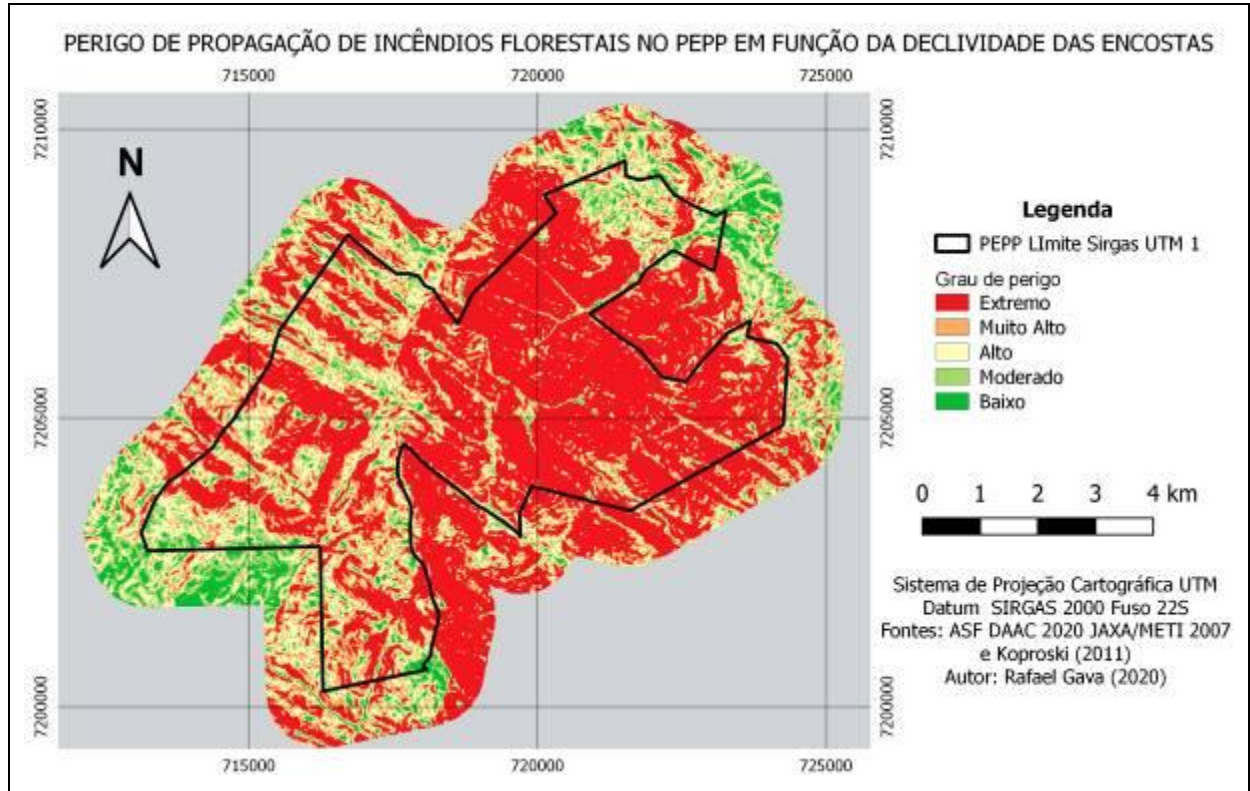 PERIGO DE PROPAGAÇÃO DE INCÊNDIOS FLORESTAIS NO PEPP EM FUNÇÃO DA DECLIVIDADE DAS ENCOSTAS
715000 720000 725000
7210000 7210000
N
Legenda
PEPP LImite Sirgas UTM 1
Grau de perigo
Extremo
Muito Alto
Alto
Moderado
Baixo
7205000 7205000
0 1 2 3 4 km
Sistema de Projeção Cartográfica UTM
Datum SIRGAS 2000 Fuso 22S
Fontes: ASF DAAC 2020 JAXA/METI 2007
e Koproski (2011)
Autor: Rafael Gava (2020)
7200000 7200000
715000 720000 725000